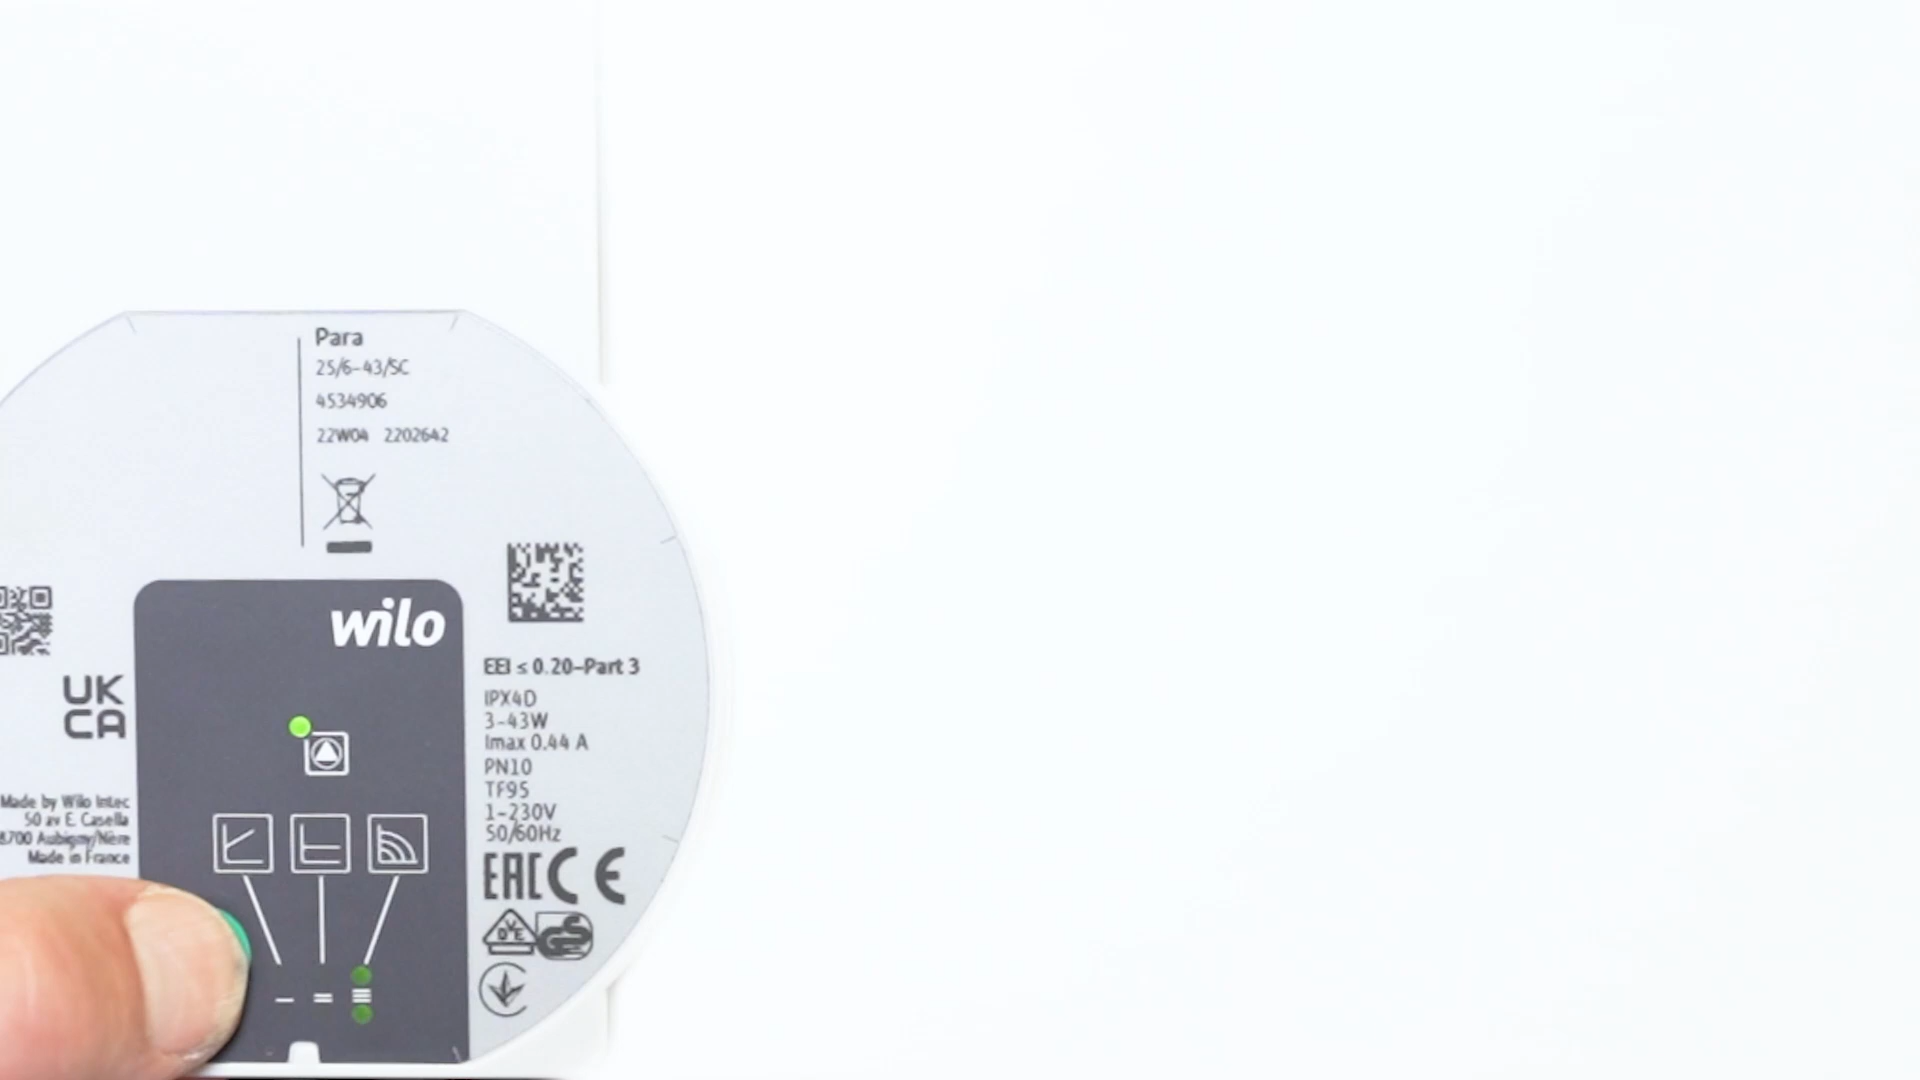 Para
25/6-43/SC
4534906
22W04 2202642
wilo
EEI ≤ 0.20-Part 3
IPX4D
3-43W
Imax 0.44 A
PN10
TF95
1~230V
50/60Hz
EAC CE
OVE GS
UK
CA
Made by Wilo Intec
50 av E. Casella
8700 Aubigny/Nère
Made in France